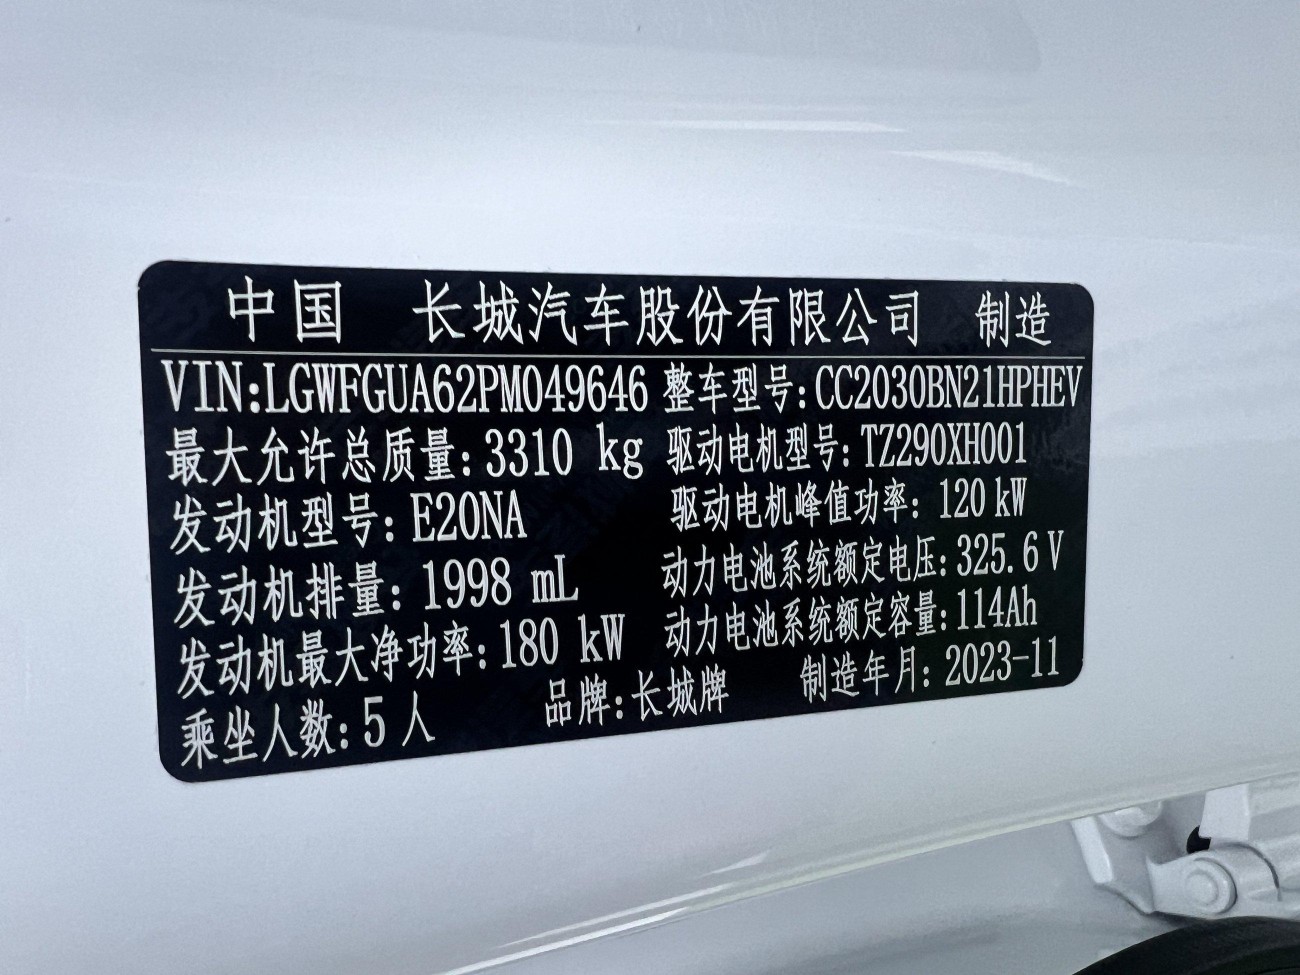 中国 长城汽车股份有限公司 制造
VIN:LGWFGUA62PM049646 整车型号:CC2030BN21HPHEV
最大允许总质量:3310 kg 驱动电机型号:TZ290XH001
发动机型号:E20NA 驱动电机峰值功率:120 kW
发动机排量:1998 mL 动力电池系统额定电压:325.6 V
发动机最大净功率:180 kW 动力电池系统额定容量:114Ah
乘坐人数:5 人 品牌:长城牌 制造年月:2023-11